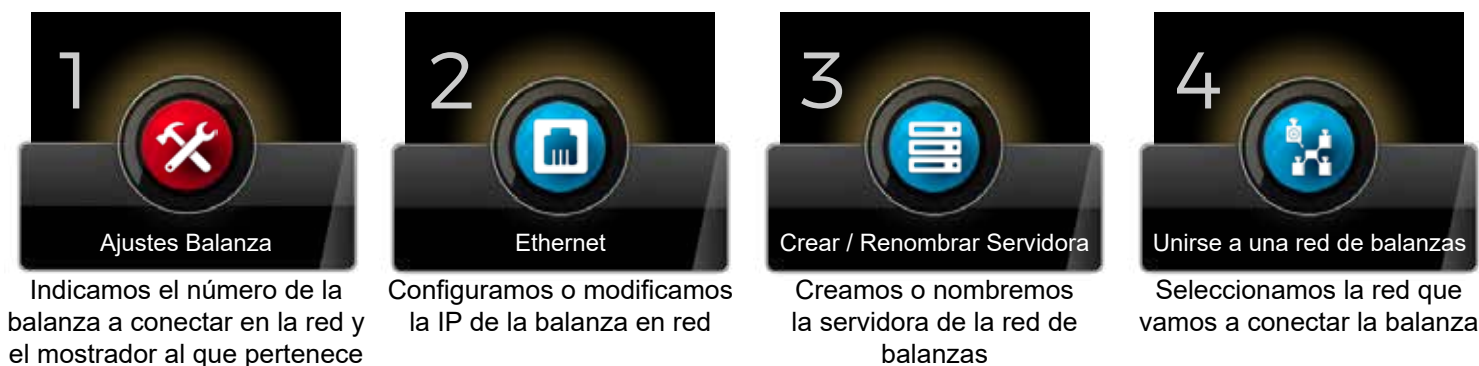 1
Ajustes Balanza
Indicamos el número de la
balanza a conectar en la red y
el mostrador al que pertenece
2
Ethernet
Configuramos o modificamos
la IP de la balanza en red
3
Crear / Renombrar Servidora
Creamos o nombremos
la servidora de la red de
balanzas
4
Unirse a una red de balanzas
Seleccionamos la red que
vamos a conectar la balanza